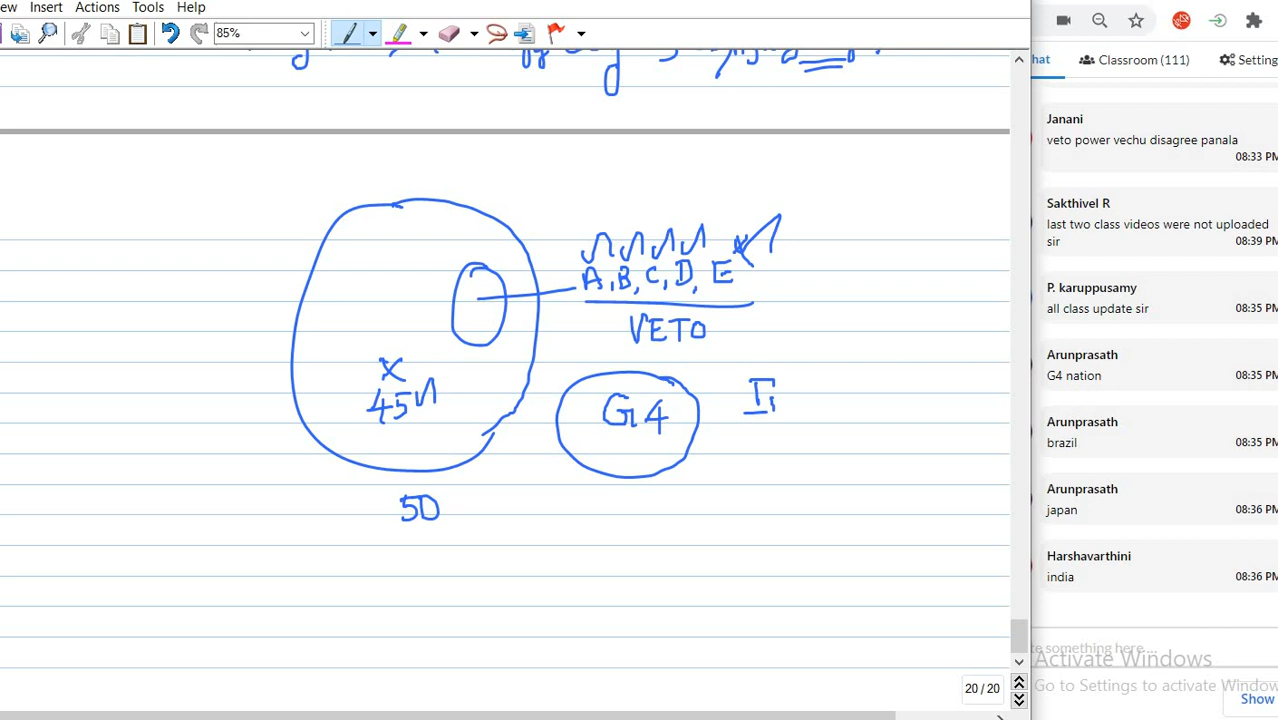 ew Insert Actions Tools Help
85%
A, B, C, D, E
VETO
X
45
G4
I
50
20 / 20
hat Classroom (111) Setting
Janani
veto power vechu disagree panala
08:33 PM
Sakthivel R
last two class videos were not uploaded
sir 08:39 PM
P. karuppusamy
all class update sir
08:35 PM
Arunprasath
G4 nation 08:35 PM
Arunprasath
brazil 08:35 PM
Arunprasath
japan 08:36 PM
Harshavarthini
india 08:36 PM
te something here....
Activate Windows
Go to Settings to activate Window
Show